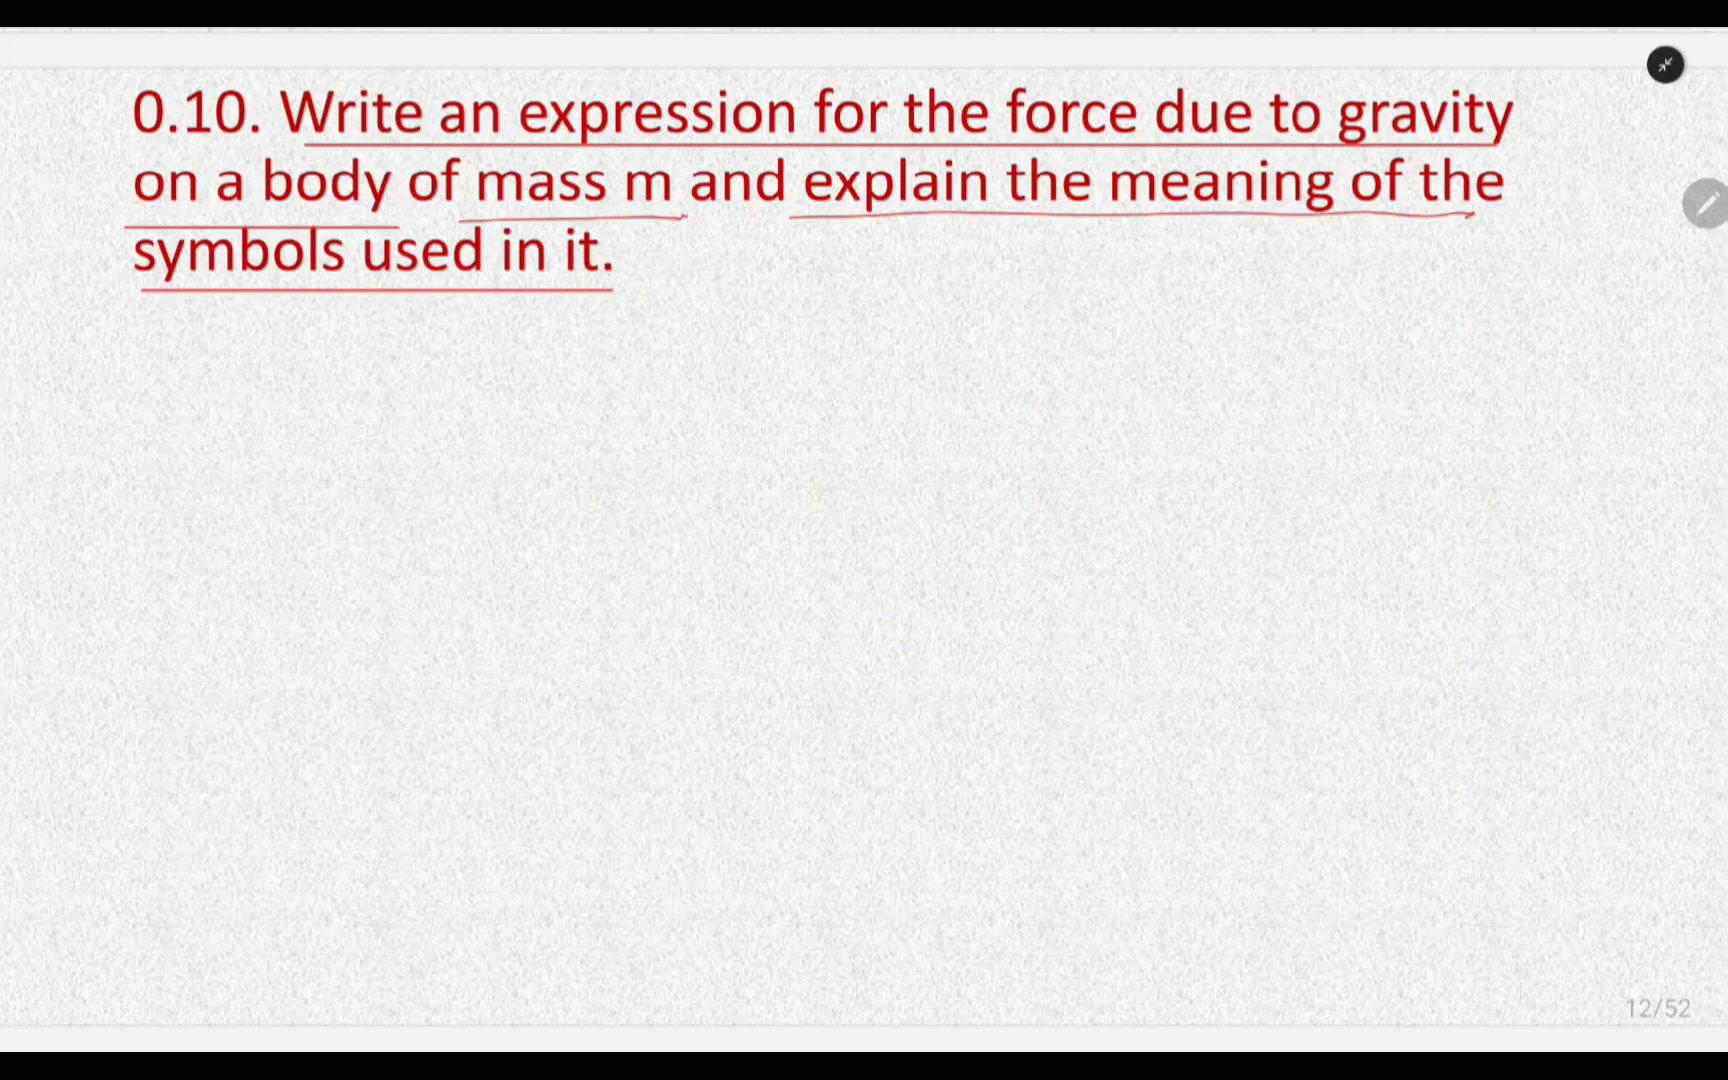 0.10. Write an expression for the force due to gravity
on a body of mass m and explain the meaning of the
symbols used in it.
12/52